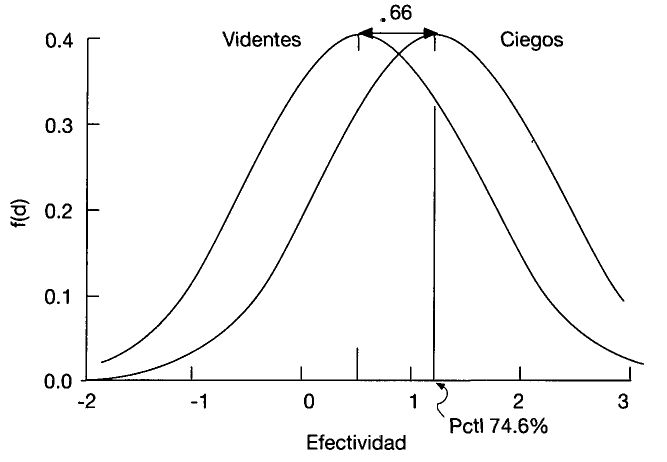 .66
Videntes
Ciegos
f(d)
0.4
0.3
0.2
0.1
0.0
-2 -1 0 1 2 3
Pctl 74.6%
Efectividad